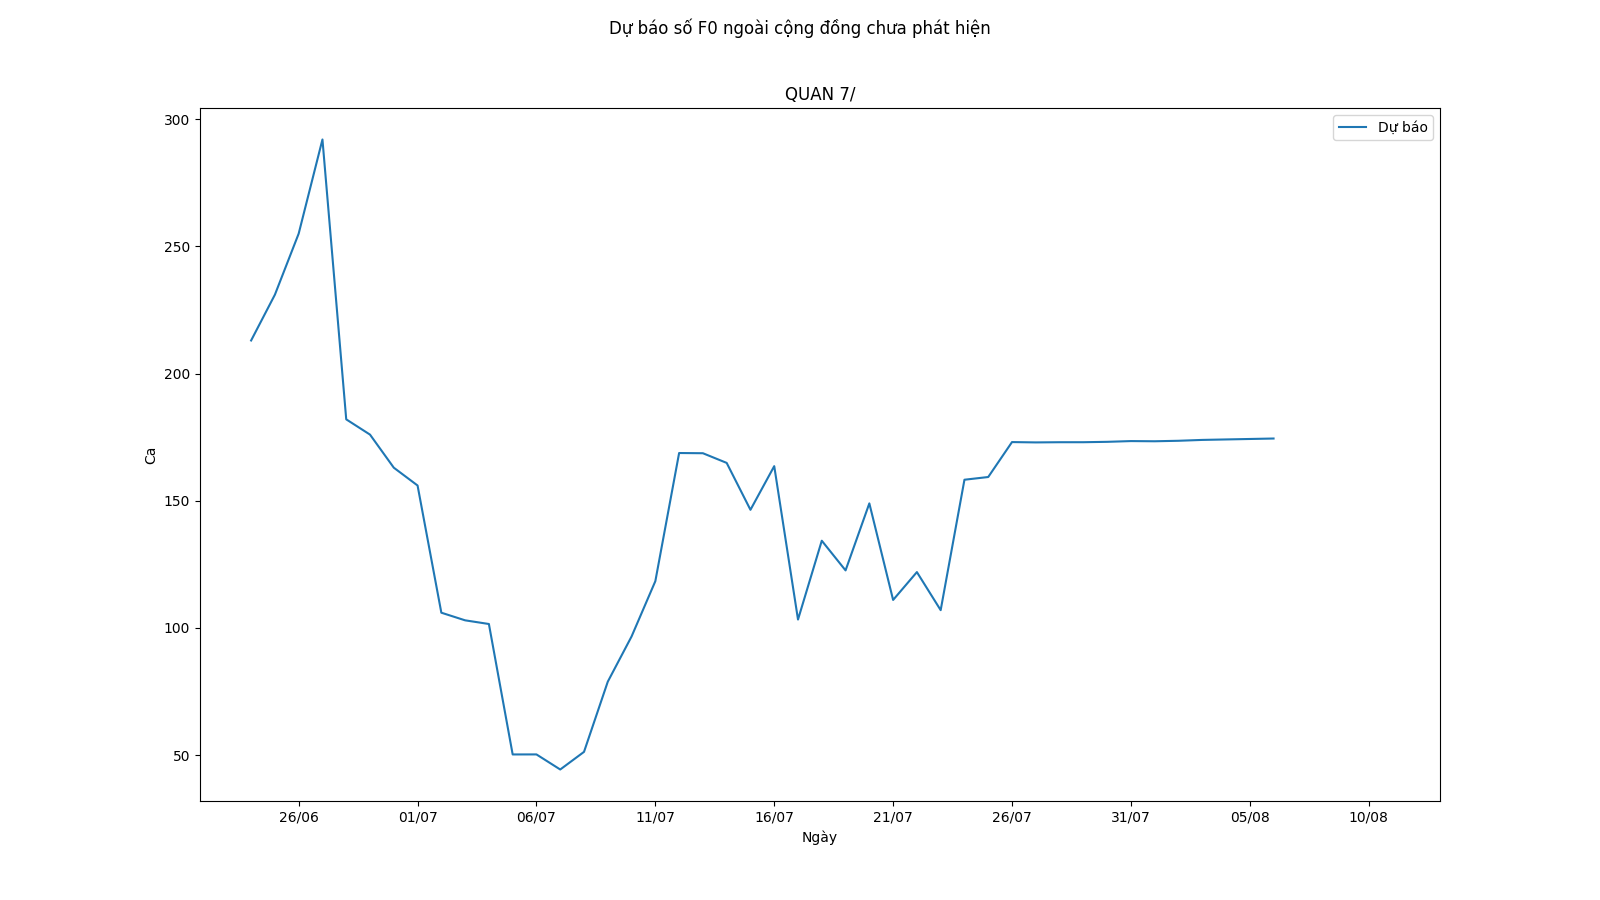 Dự báo số F0 ngoài cộng đồng chưa phát hiện
QUAN 7/
Dự báo
300
250
200
150
100
50
Ca
26/06 01/07 06/07 11/07 16/07 21/07 26/07 31/07 05/08 10/08
Ngày